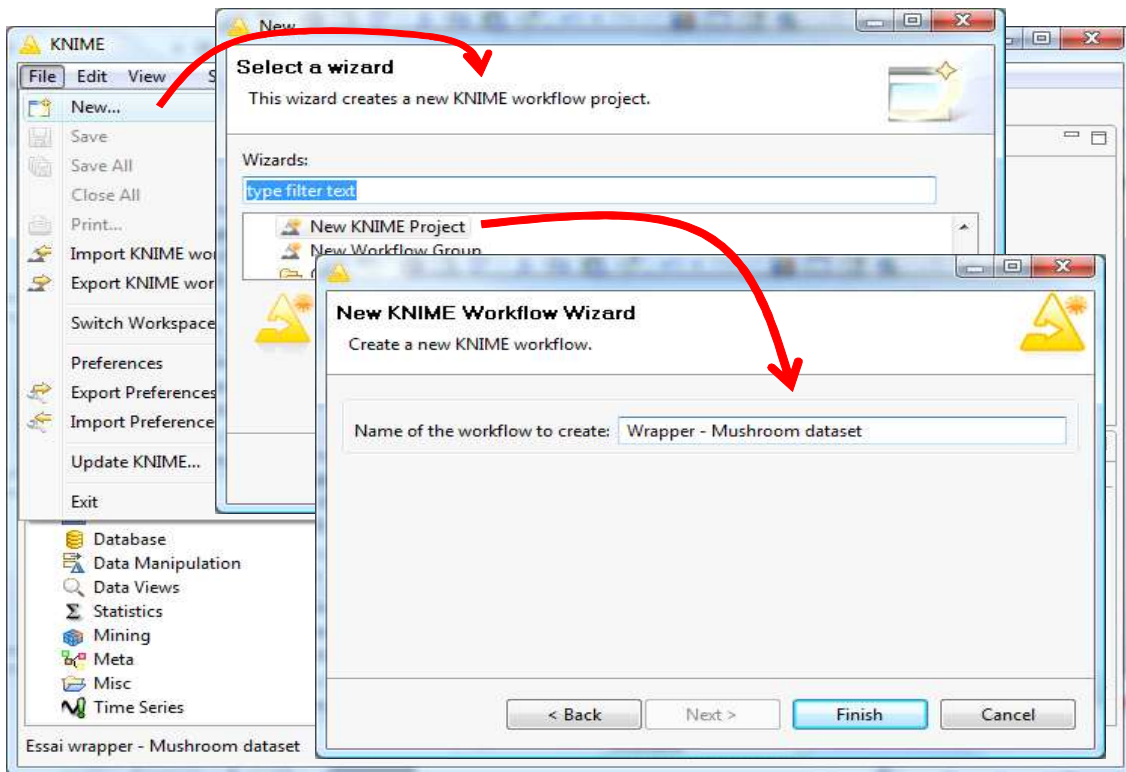 KNIME
File Edit View S
New...
Save
Save All
Close All
Print...
Import KNIME wor
Export KNIME wor
Switch Workspace
Preferences
Export Preferences
Import Preference
Update KNIME...
Exit
Database
Data Manipulation
Data Views
Statistics
Mining
Meta
Misc
Time Series
Essai wrapper - Mushroom dataset
New
Select a wizard
This wizard creates a new KNIME workflow project.
Wizards:
type filter text
New KNIME Project
New Workflow Group
New KNIME Workflow Wizard
Create a new KNIME workflow.
Name of the workflow to create: Wrapper - Mushroom dataset
< Back Next > Finish Cancel